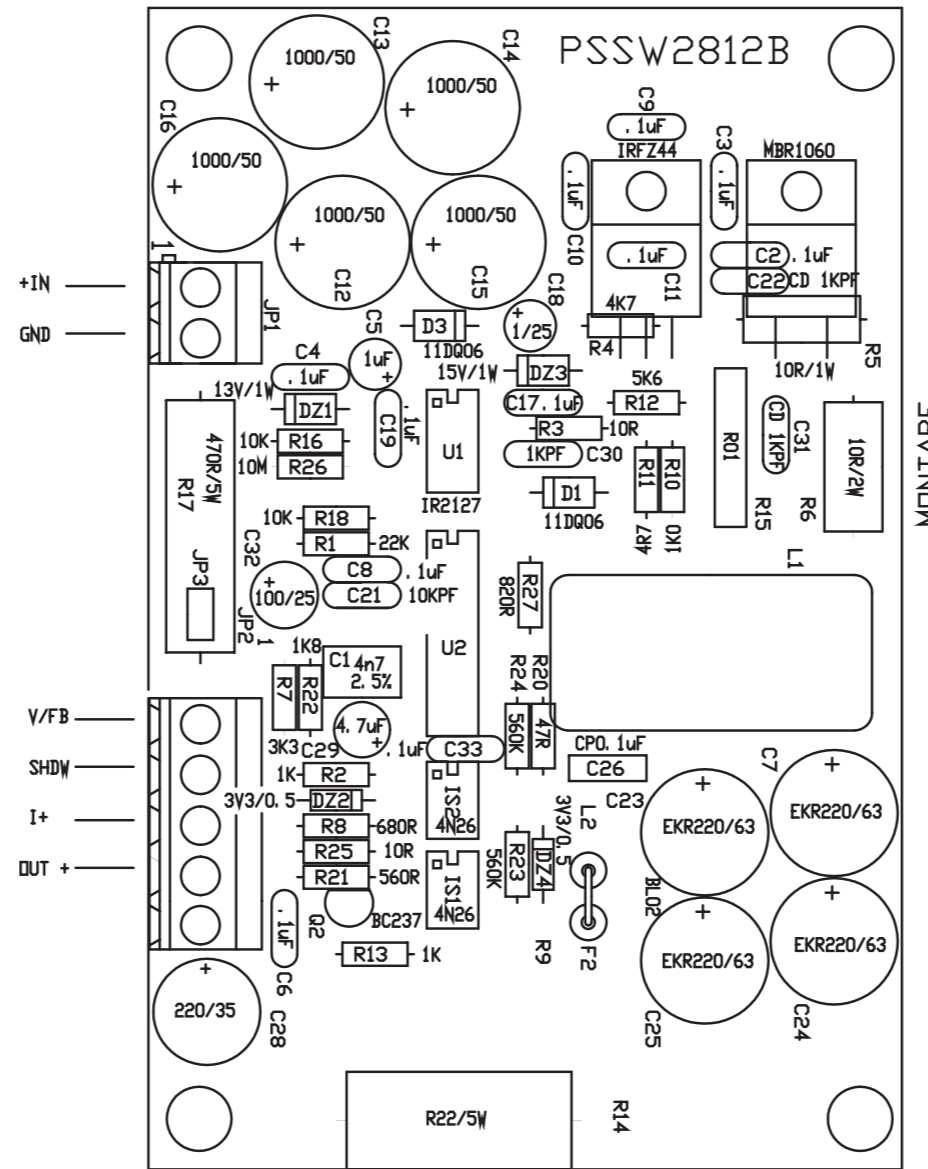 PSSW2812B
C13
1000/50
C14
1000/50
C16
1000/50
1000/50
C12
1000/50
C15
C9
.1uF
IRFZ44
C3
.1uF
MBR1060
.1uF
C10
.1uF
C11
C2 .1uF
C22 CD 1KPF
1
+IN
GND
JP1
C5
1uF
D3
11DQ06
C18
1/25
4K7
R4
10R/1W
R5
C4
.1uF
13V/1W
DZ1
15V/1W
DZ3
5K6
R12
C17 .1uF
.1uF
C19
10K R16
10M R26
U1
IR2127
R3 10R
1KPF C30
D1
11DQ06
R11
4K7
R10
1K0
R01
R15
CD 1KPF
C31
R6
10R/2W
470R/5W
R17
JP3
JP2
1
10K R18
R1 22K
C8 .1uF
C21 10KPF
C32
100/25
U2
R27
820R
L1
1K8
C1 4n7
2.5%
R7
3K3
R22
4.7uF
C29
.1uF C33
R24
560K
R20
47R
CP0.1uF
C26
V/FB
SHDW
I+
OUT +
1K R2
3V3/0.5 DZ2
R8 680R
R25 10R
R21 560R
IS2
4N26
IS1
4N26
Q2
BC237
.1uF
C6
R13 1K
560K
R23
3V3/0.5
DZ4
R9
L2
F2
C23
EKR220/63
C7
EKR220/63
BL02
EKR220/63
C25
EKR220/63
C24
220/35
C28
R22/5W
R14